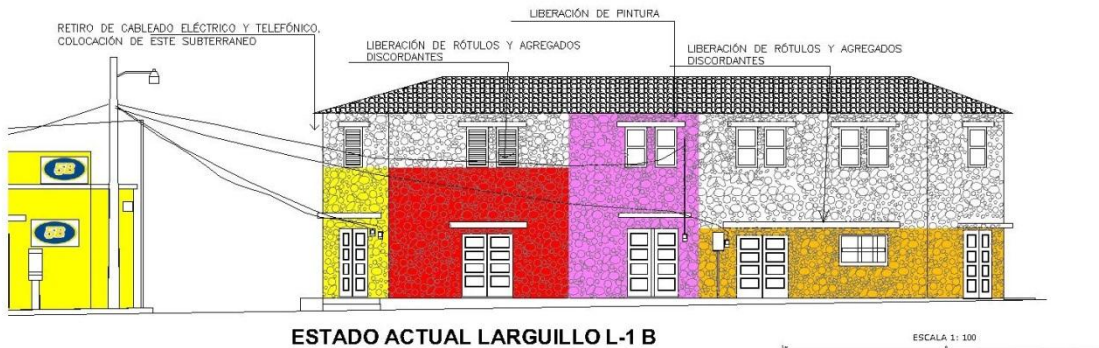 LIBERACIÓN DE PINTURA
RETIRO DE CABLEADO ELÉCTRICO Y TELEFÓNICO,
COLOCACIÓN DE ESTE SUBTERRANEO
LIBERACIÓN DE RÓTULOS Y AGREGADOS
DISCORDANTES
LIBERACIÓN DE RÓTULOS Y AGREGADOS
DISCORDANTES
ESTADO ACTUAL LARGUILLO L-1 B
ESCALA 1: 100